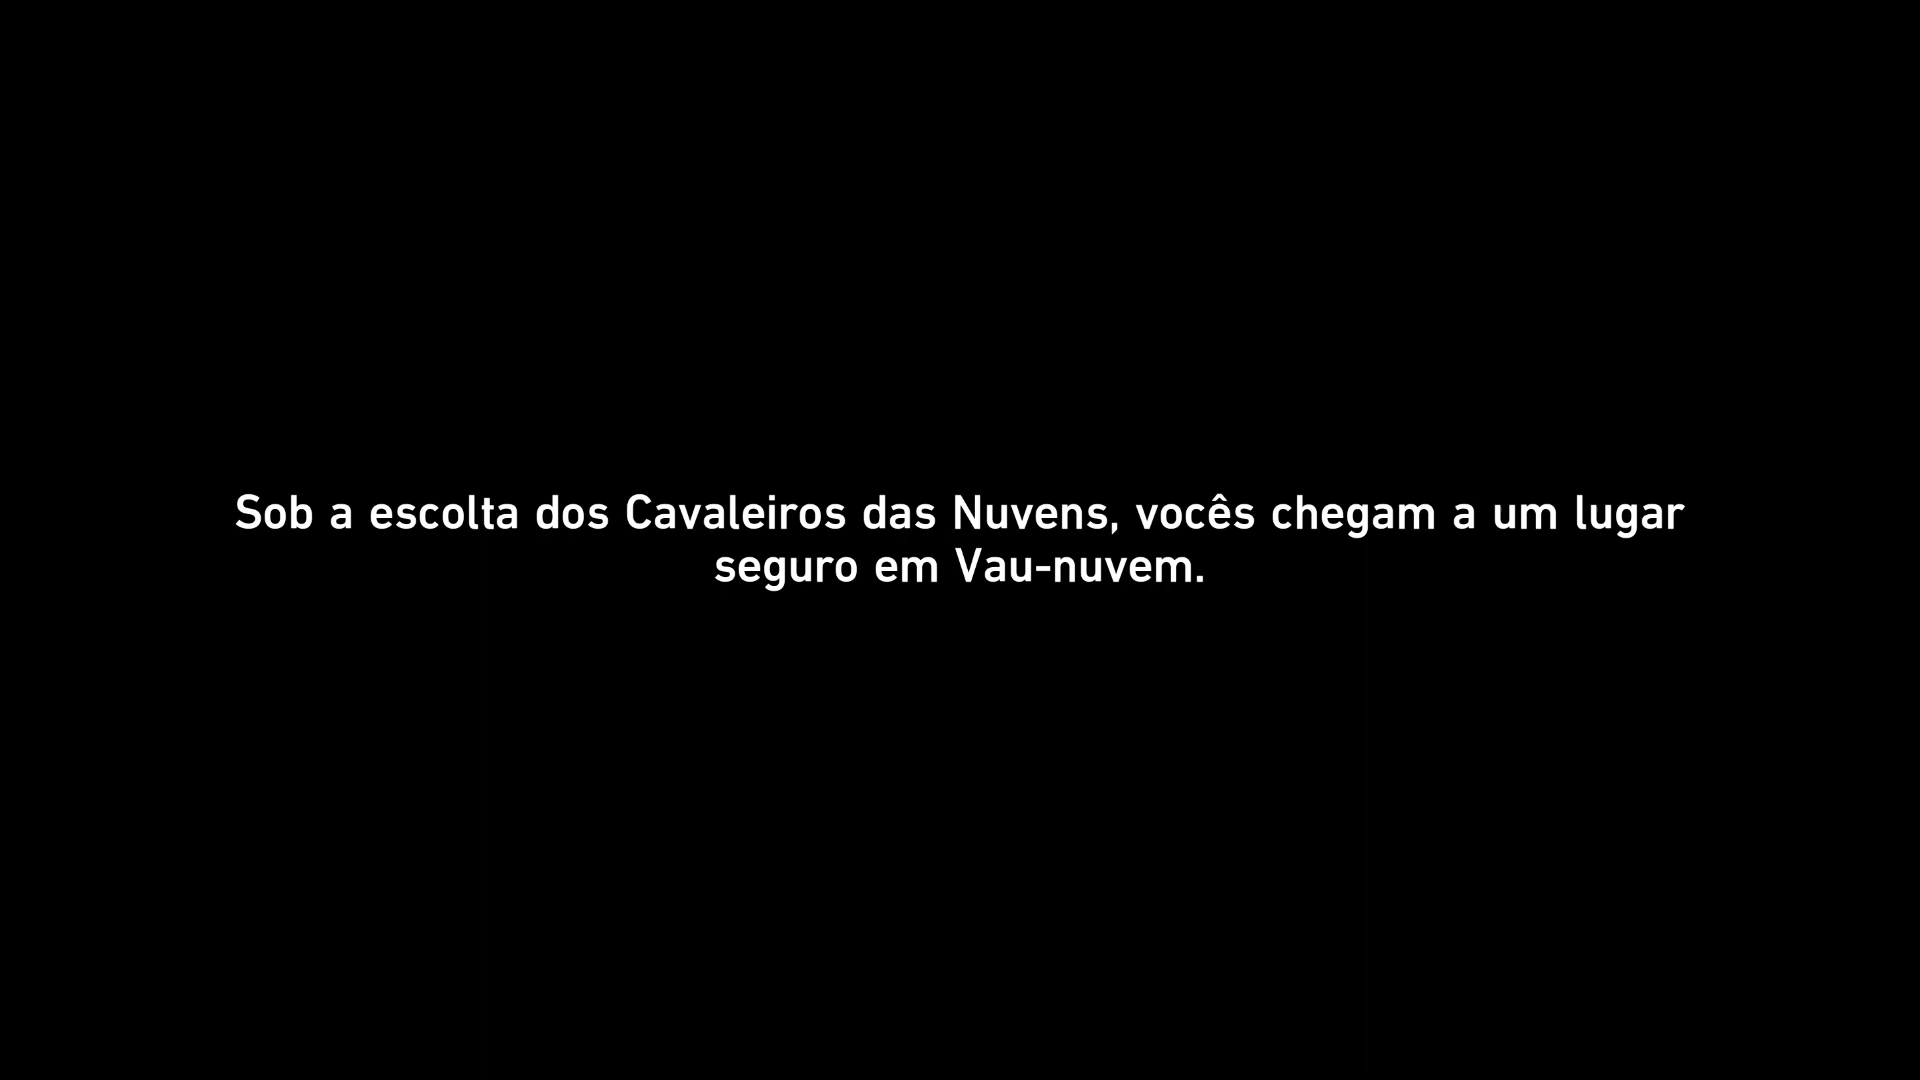 Sob a escolta dos Cavaleiros das Nuvens, vocês chegam a um lugar
seguro em Vau-nuvem.